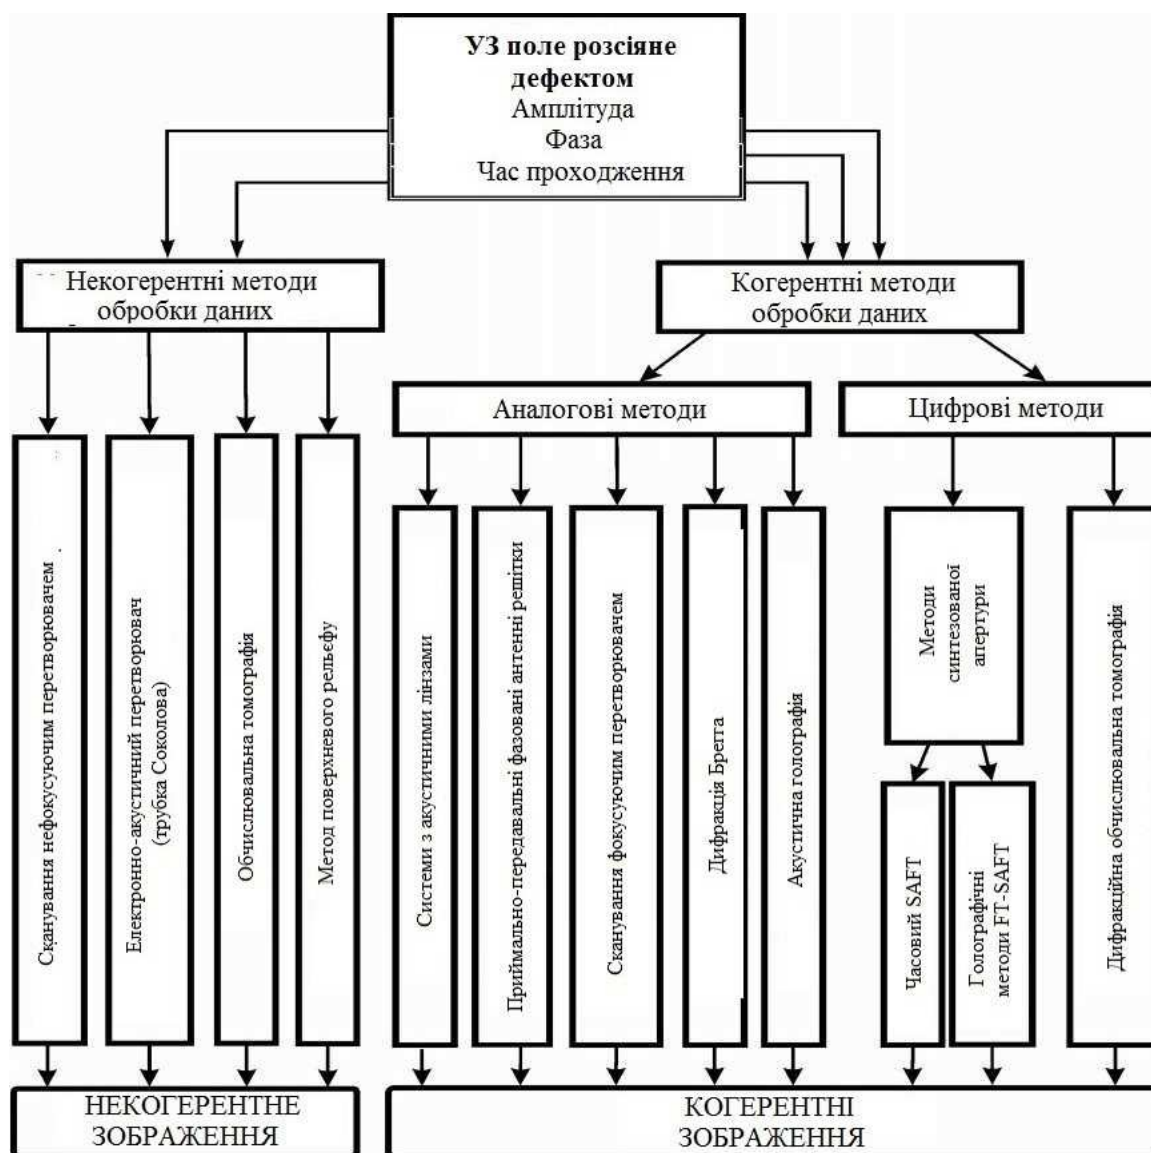 УЗ поле розсіяне
дефектом
Амплітуда
Фаза
Час проходження
Некогерентні методи
обробки даних
Когерентні методи
обробки даних
Аналогові методи
Цифрові методи
Сканування нефокусуючим перетворювачем
Електронно-акустичний перетворювач
(трубка Соколова)
Обчислювальна томографія
Метод поверхневого рельєфу
Системи з акустичними лінзами
Приймально-передавальні фазовані антенні решітки
Сканування фокусуючим перетворювачем
Дифракція Брегга
Акустична голографія
Методи
синтезованої
апертури
Часовий SAFT
Голографічні
методи FT-SAFT
Дифракційна обчислювальна томографія
НЕКОГЕРЕНТНЕ
ЗОБРАЖЕННЯ
КОГЕРЕНТНІ
ЗОБРАЖЕННЯ